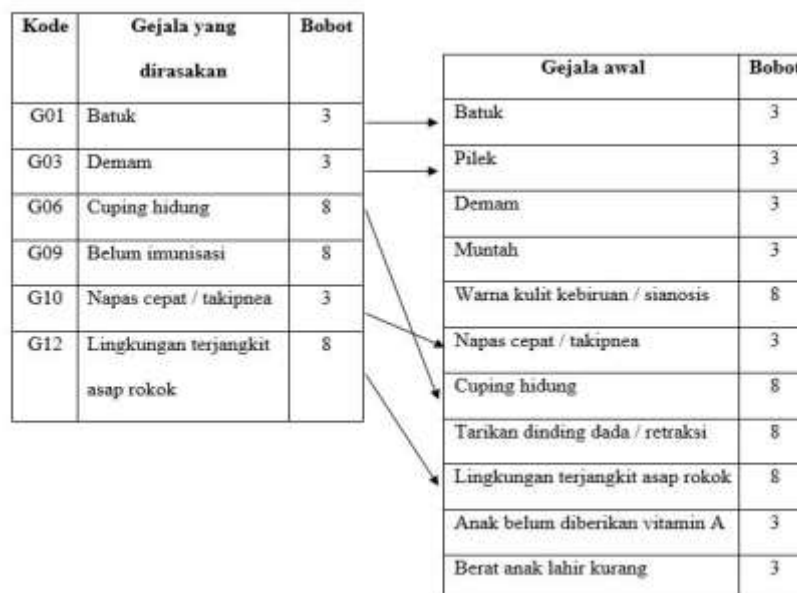 Kode Gejala yang dirasakan Bobot
G01 Batuk 3
G03 Demam 3
G06 Cuping hidung 8
G09 Belum imunisasi 8
G10 Napas cepat / takipnea 3
G12 Lingkungan terjangkit asap rokok 8
Gejala awal Bobot
Batuk 3
Pilek 3
Demam 3
Muntah 3
Warna kulit kebiruan / sianosis 8
Napas cepat / takipnea 3
Cuping hidung 8
Tarikan dinding dada / retraksi 8
Lingkungan terjangkit asap rokok 8
Anak belum diberikan vitamin A 3
Berat anak lahir kurang 3